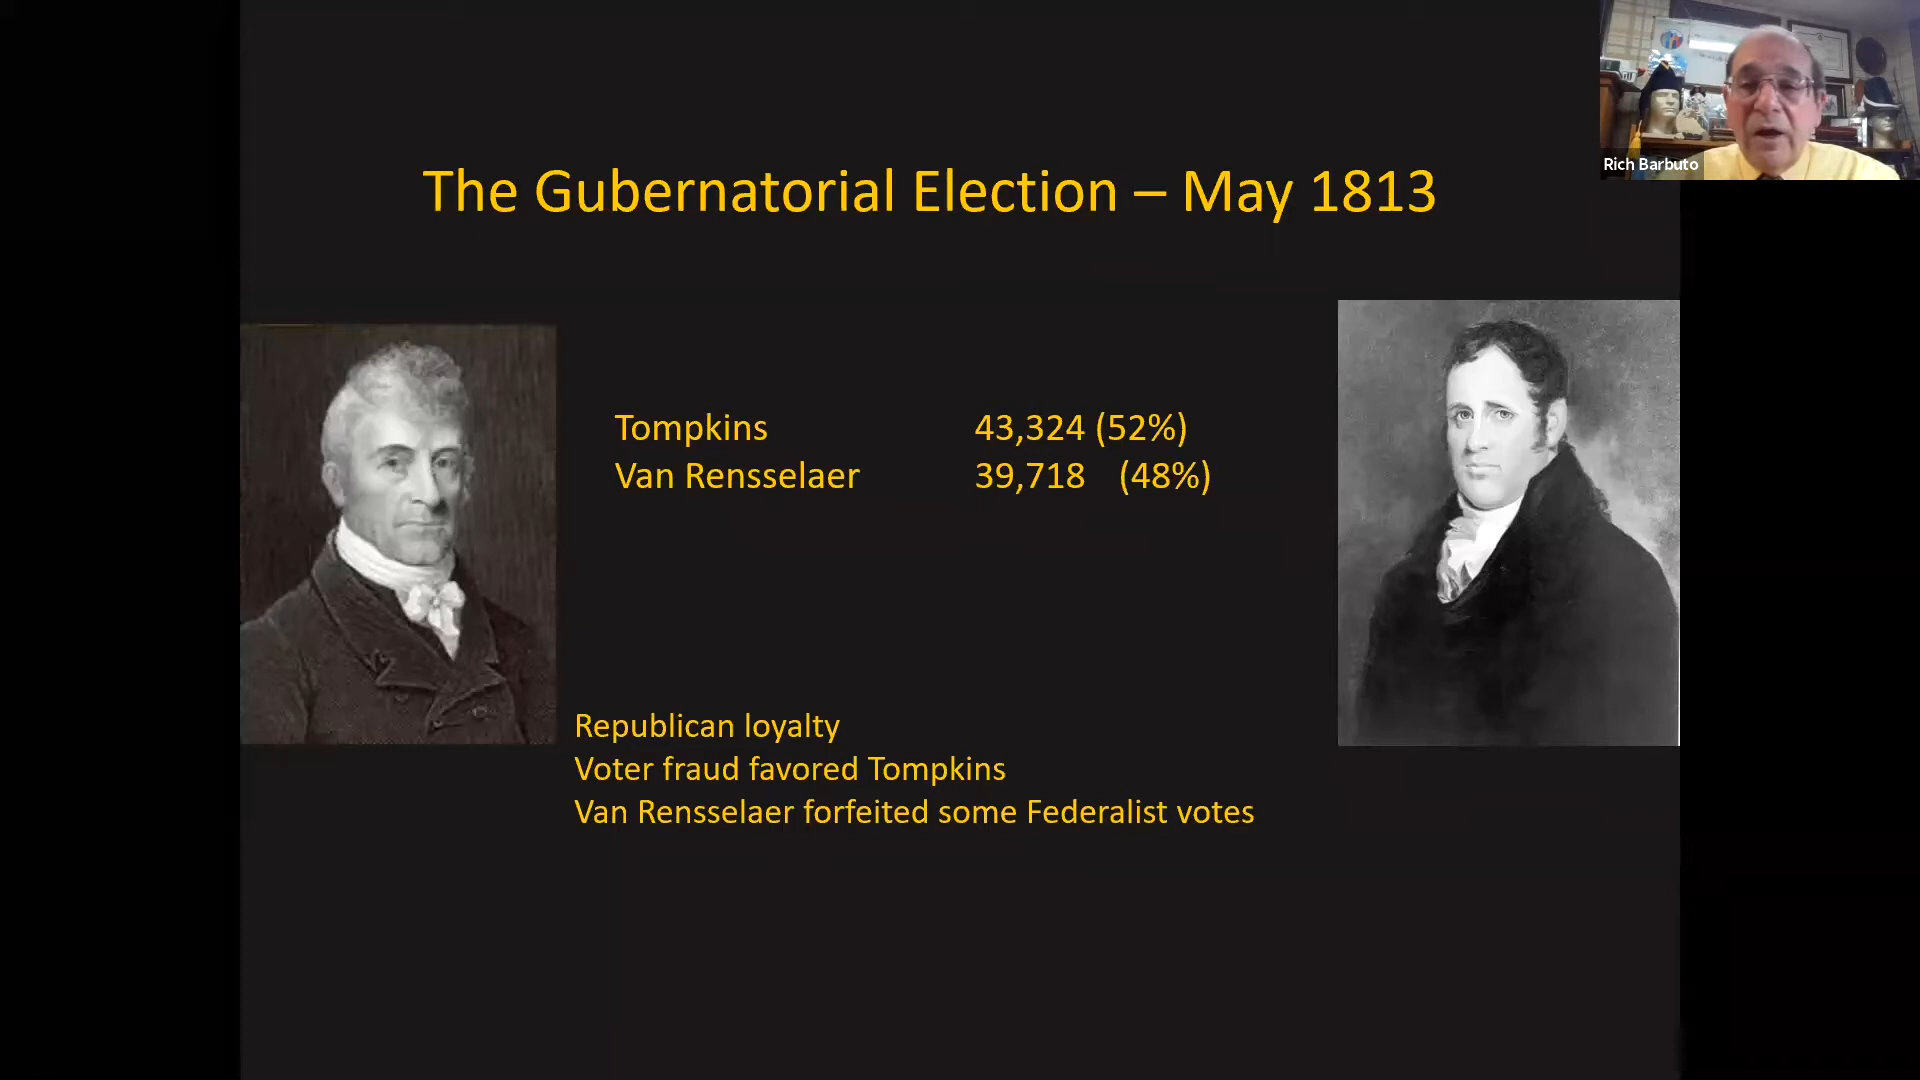 The Gubernatorial Election – May 1813
Rich Barbuto
Tompkins 43,324 (52%)
Van Rensselaer 39,718 (48%)
Republican loyalty
Voter fraud favored Tompkins
Van Rensselaer forfeited some Federalist votes